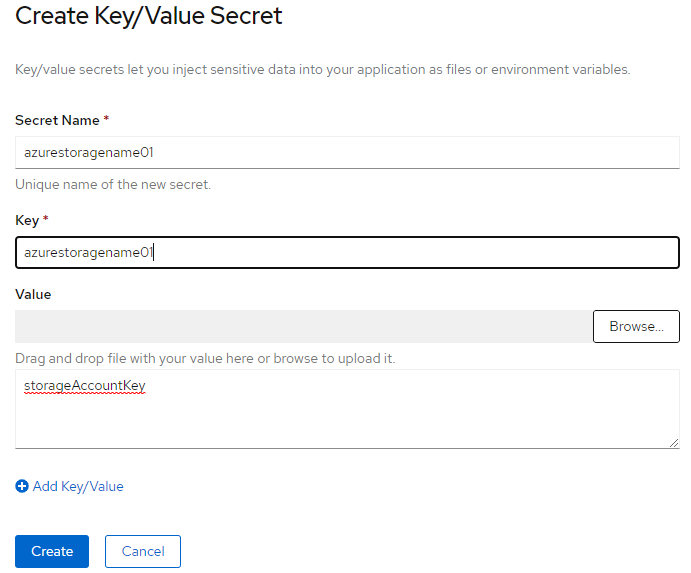 Create Key/Value Secret
Key/value secrets let you inject sensitive data into your application as files or environment variables.
Secret Name *
azurestoragename01
Unique name of the new secret.
Key *
azurestoragename01
Value
Browse...
Drag and drop file with your value here or browse to upload it.
storageAccountKey
Add Key/Value
Create Cancel